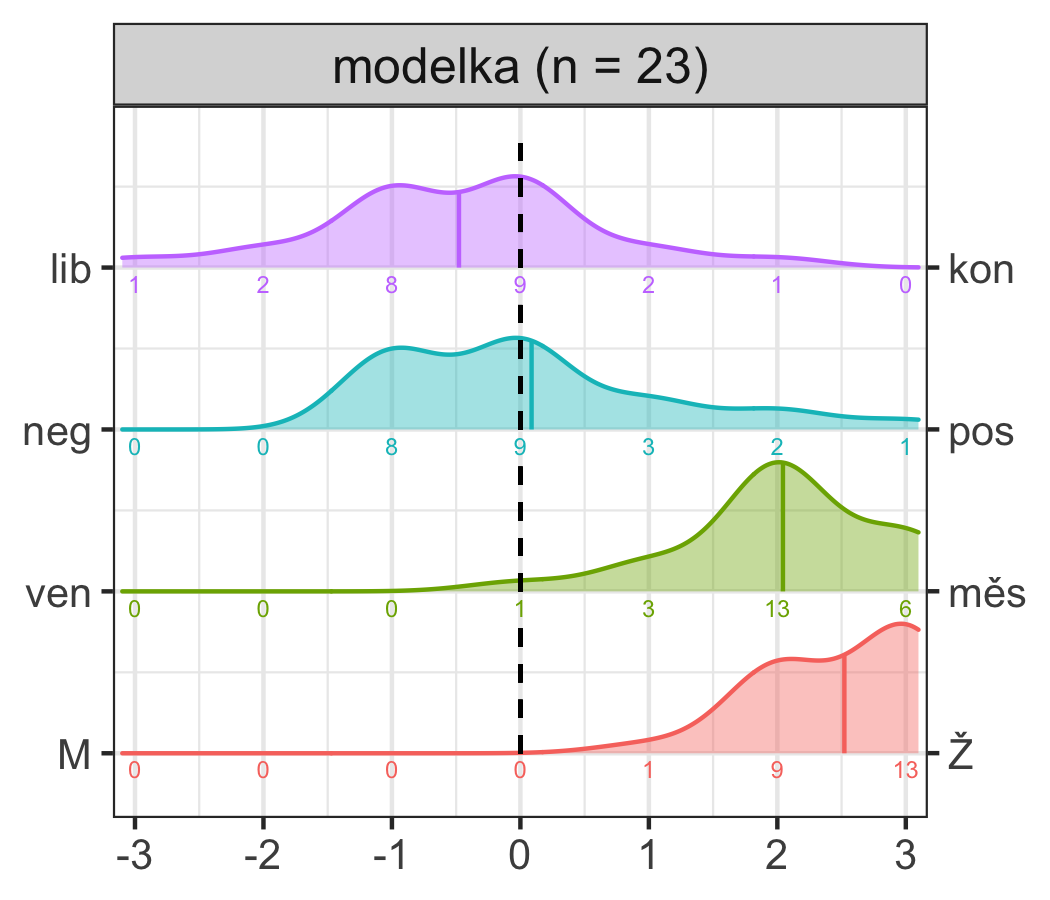 modelka (n = 23)
lib kon
1 2 8 9 2 1 0
neg pos
0 0 8 9 3 2 1
ven měs
0 0 0 1 3 13 6
M Ž
0 0 0 0 1 9 13
-3 -2 -1 0 1 2 3